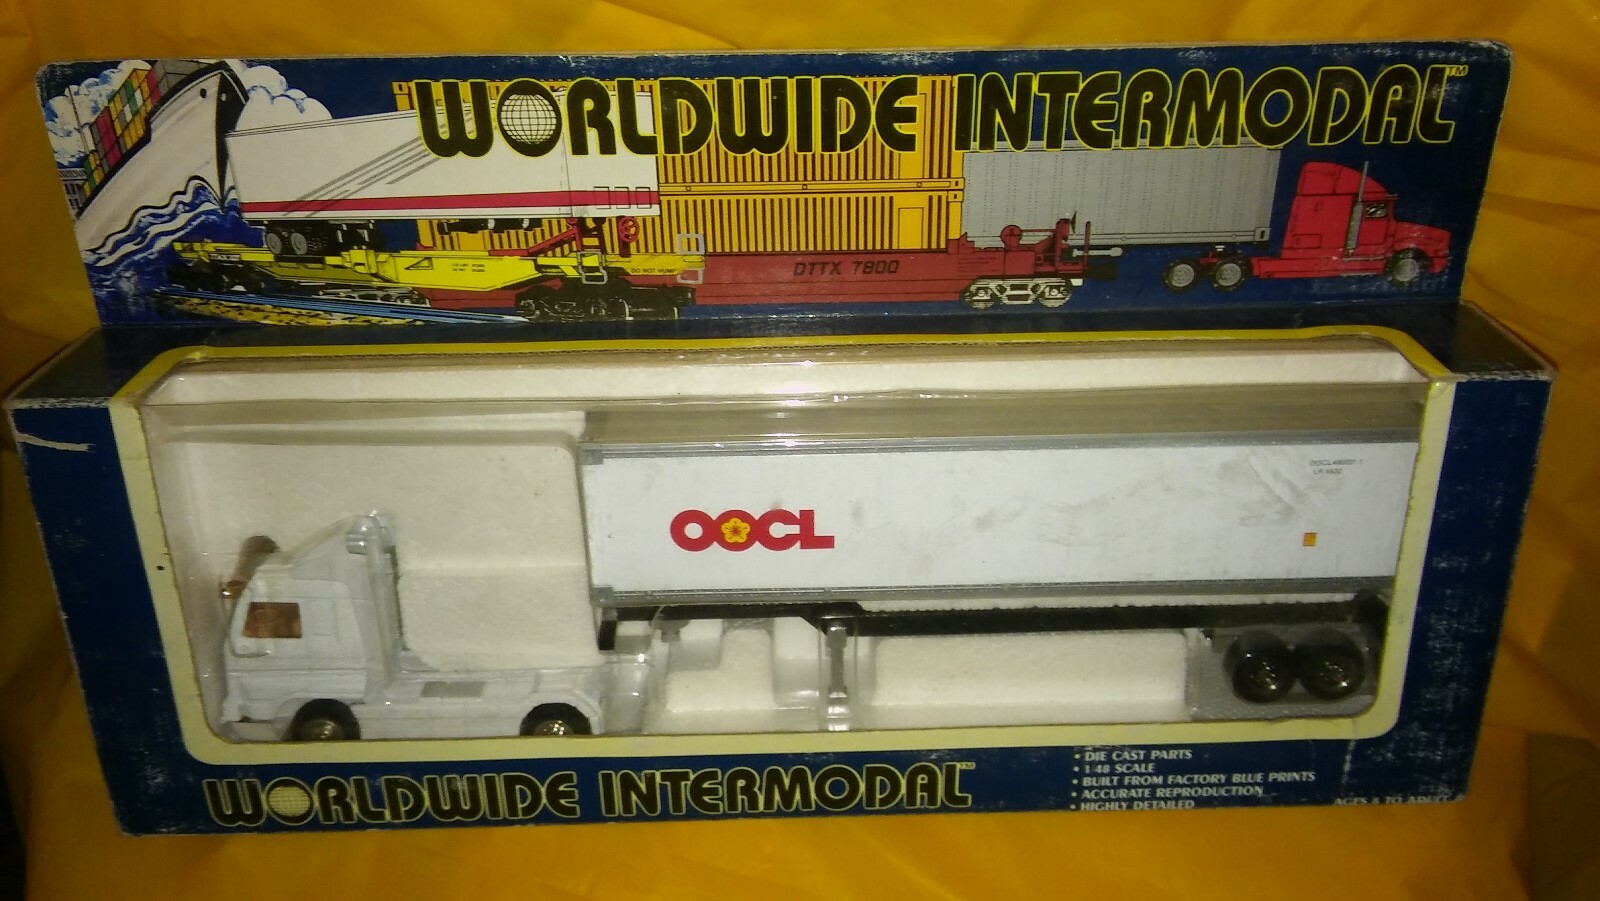 WORLDWIDE INTERMODAL™
DO NOT HUMP
DTTX 7800
OOCL
WORLDWIDE INTERMODAL™
• DIE CAST PARTS
• 1:48 SCALE
• BUILT FROM FACTORY BLUE PRINTS
• ACCURATE REPRODUCTION
• HIGHLY DETAILED
AGES 8 TO ADULT